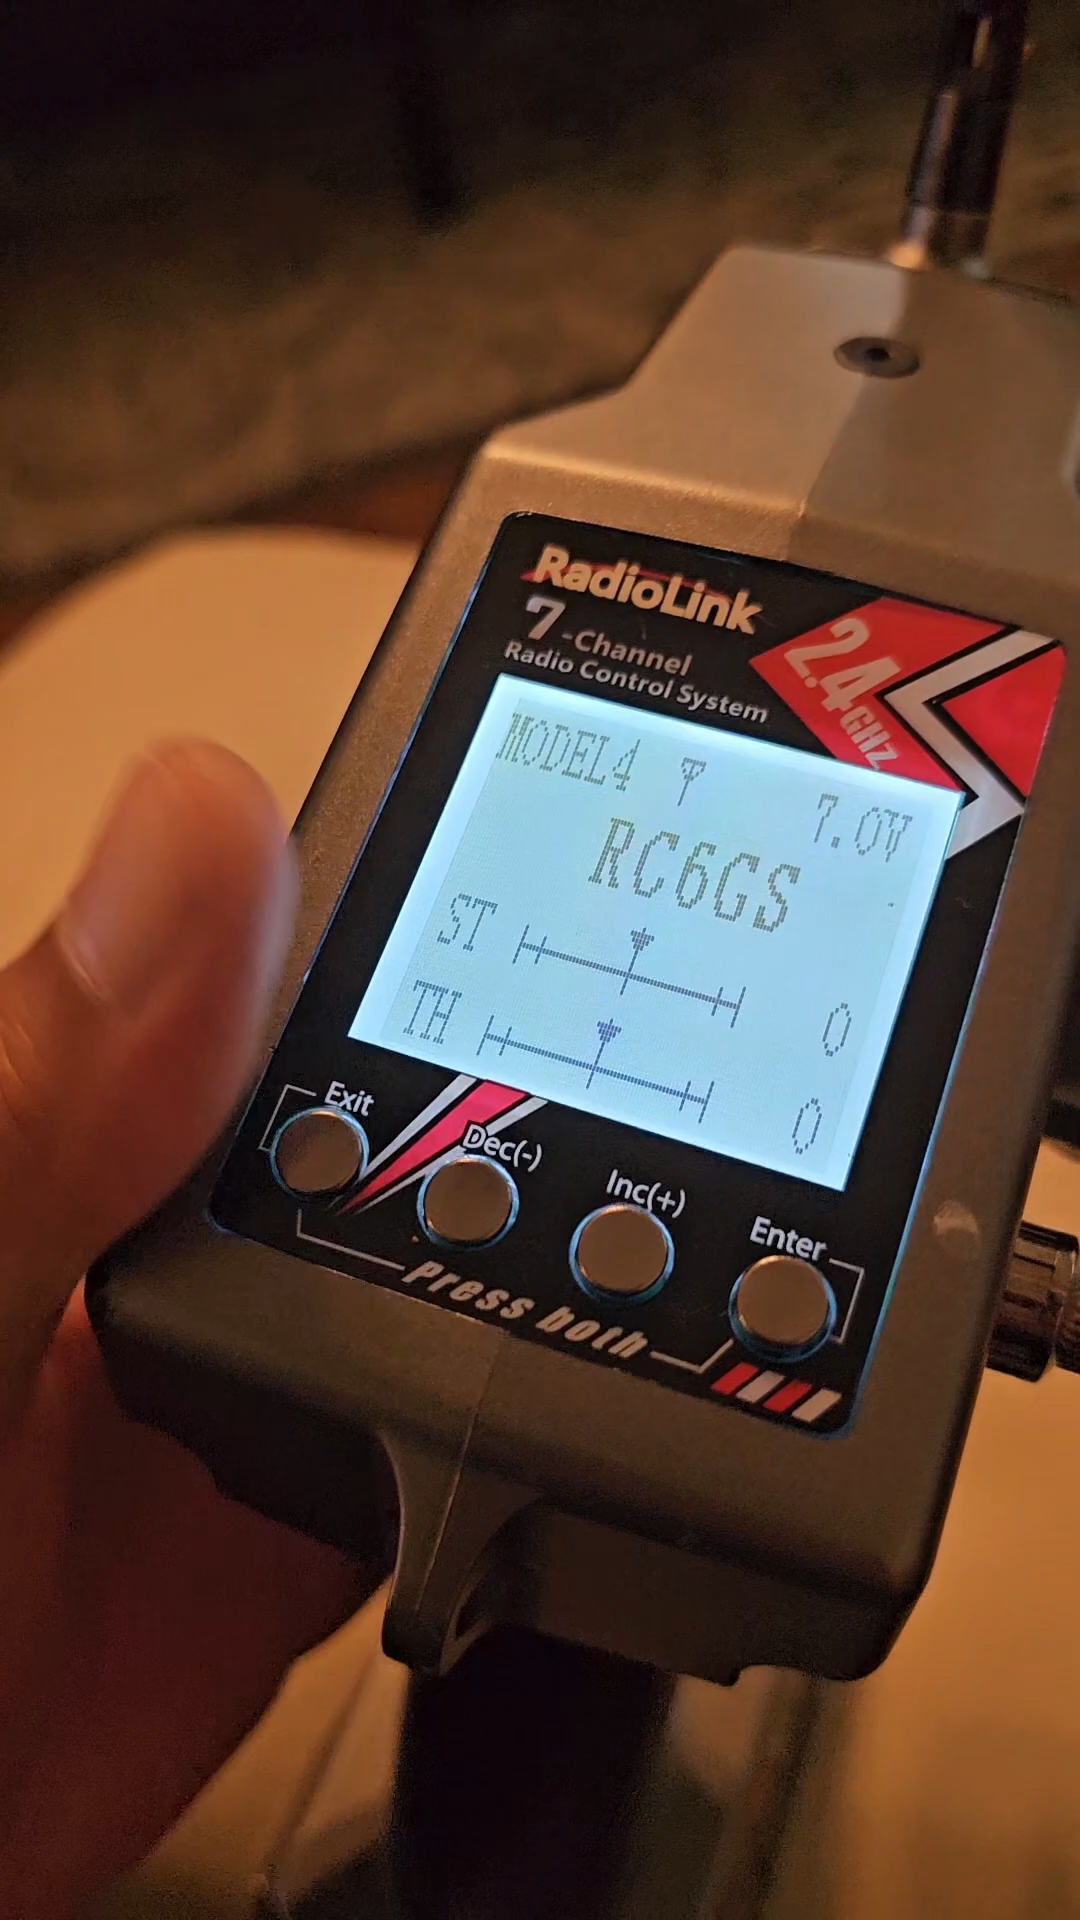 RadioLink
7-Channel
Radio Control System
2.4GHz
MODEL4 7.0V
RC6GS
ST 0
TH 0
Exit Dec(-) Inc(+) Enter
Press both